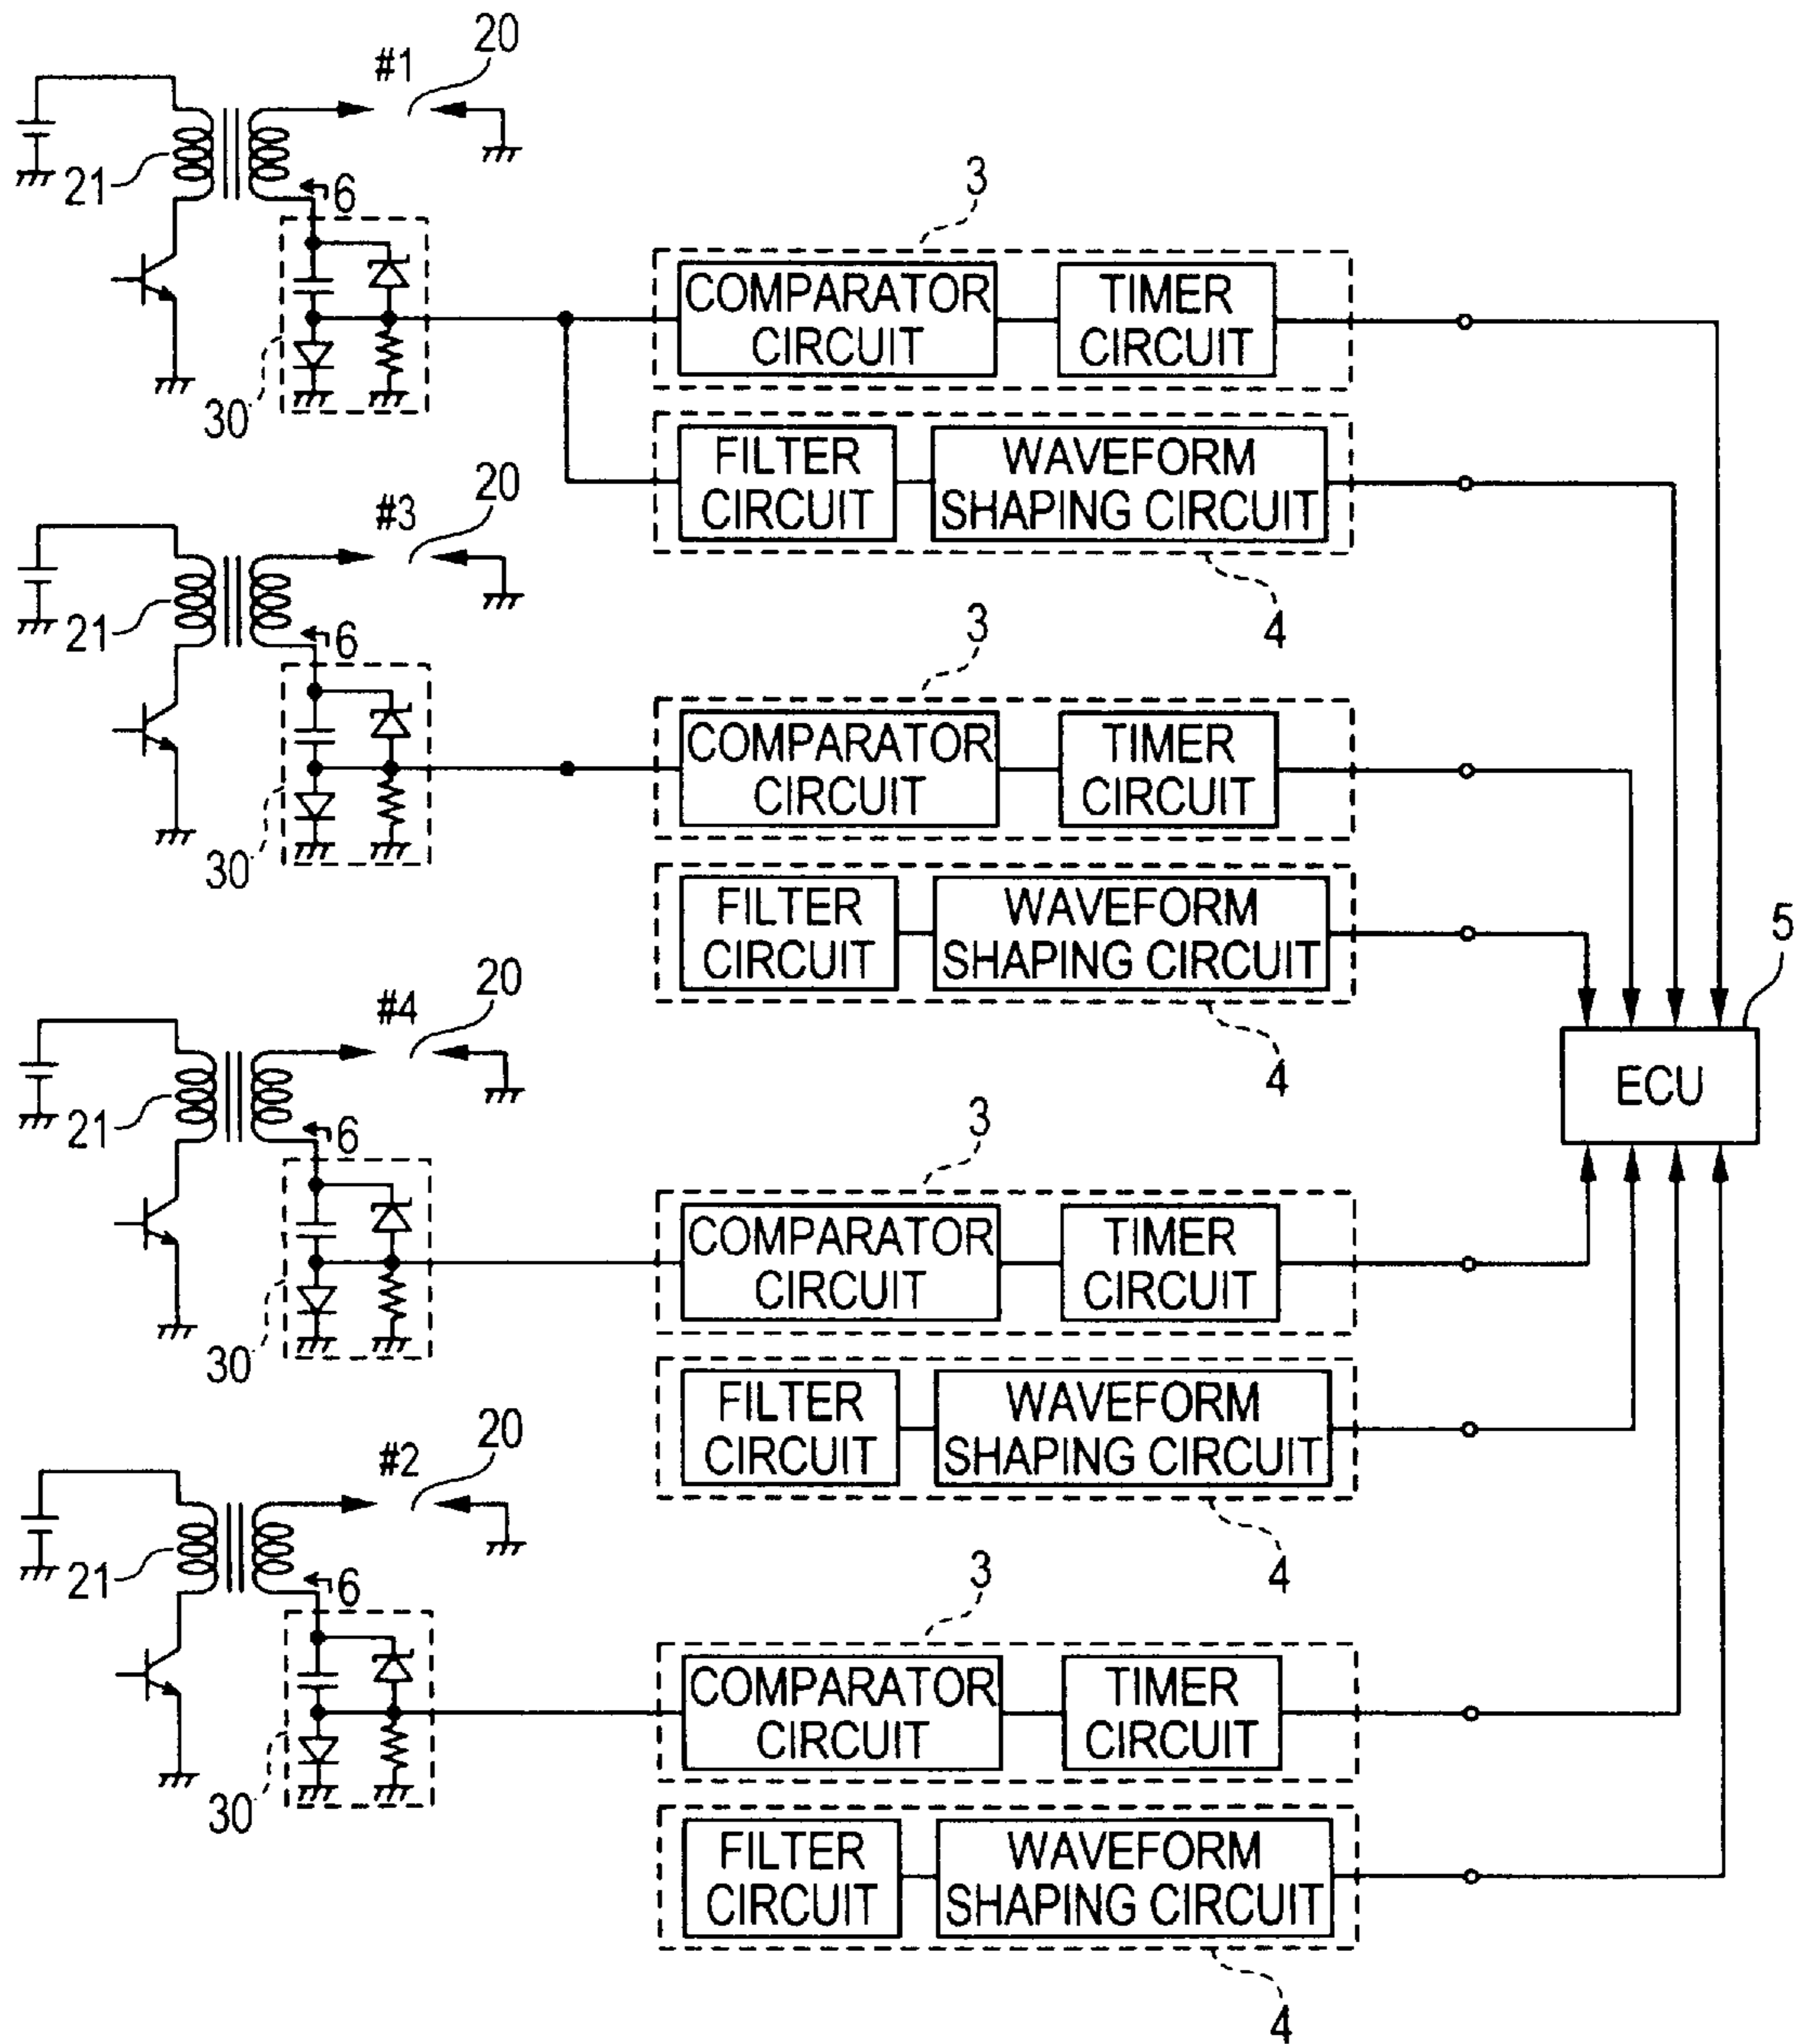 #1
20
21
6
30
3
COMPARATOR
CIRCUIT
TIMER
CIRCUIT
FILTER
CIRCUIT
WAVEFORM
SHAPING CIRCUIT
4
#3
20
21
6
30
3
COMPARATOR
CIRCUIT
TIMER
CIRCUIT
FILTER
CIRCUIT
WAVEFORM
SHAPING CIRCUIT
4
5
ECU
#4
20
21
6
30
3
COMPARATOR
CIRCUIT
TIMER
CIRCUIT
FILTER
CIRCUIT
WAVEFORM
SHAPING CIRCUIT
4
#2
20
21
6
30
3
COMPARATOR
CIRCUIT
TIMER
CIRCUIT
FILTER
CIRCUIT
WAVEFORM
SHAPING CIRCUIT
4